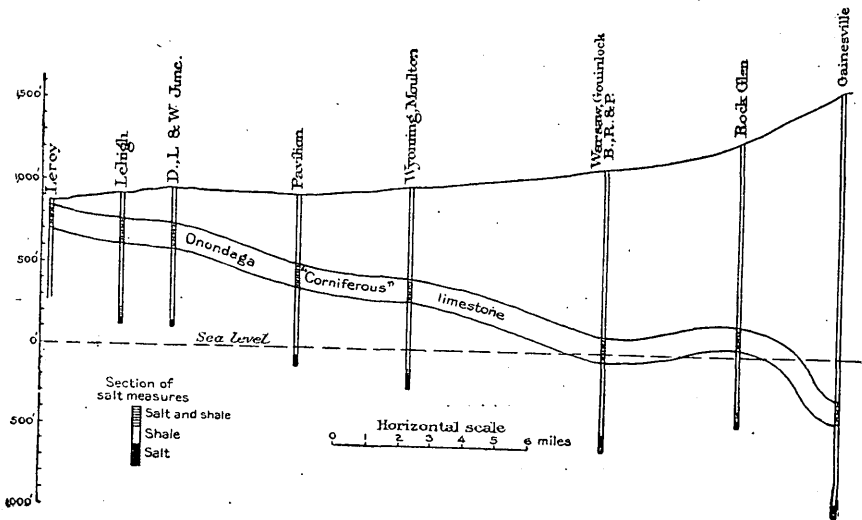 Leroy
Lehigh
D., L & W. Junc.
Pavilion
Wyoming, Moulton
Warsaw, Gouinlock
B., R. & P.
Rock Glen
Gainesville
1500'
1000'
500'
0'
500'
1000'
Onondaga
"Corniferous"
limestone
Sea level
Section of
salt measures
Salt and shale
Shale
Salt
Horizontal scale
0 1 2 3 4 5 6 miles